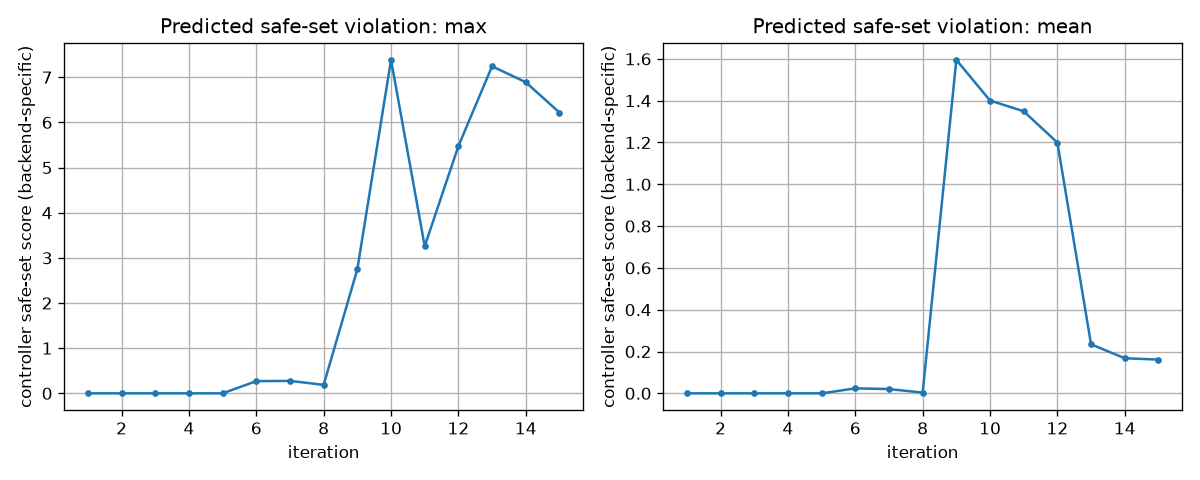 Predicted safe-set violation: max
controller safe-set score (backend-specific)
7
6
5
4
3
2
1
0
2 4 6 8 10 12 14
iteration
Predicted safe-set violation: mean
controller safe-set score (backend-specific)
1.6
1.4
1.2
1.0
0.8
0.6
0.4
0.2
0.0
2 4 6 8 10 12 14
iteration